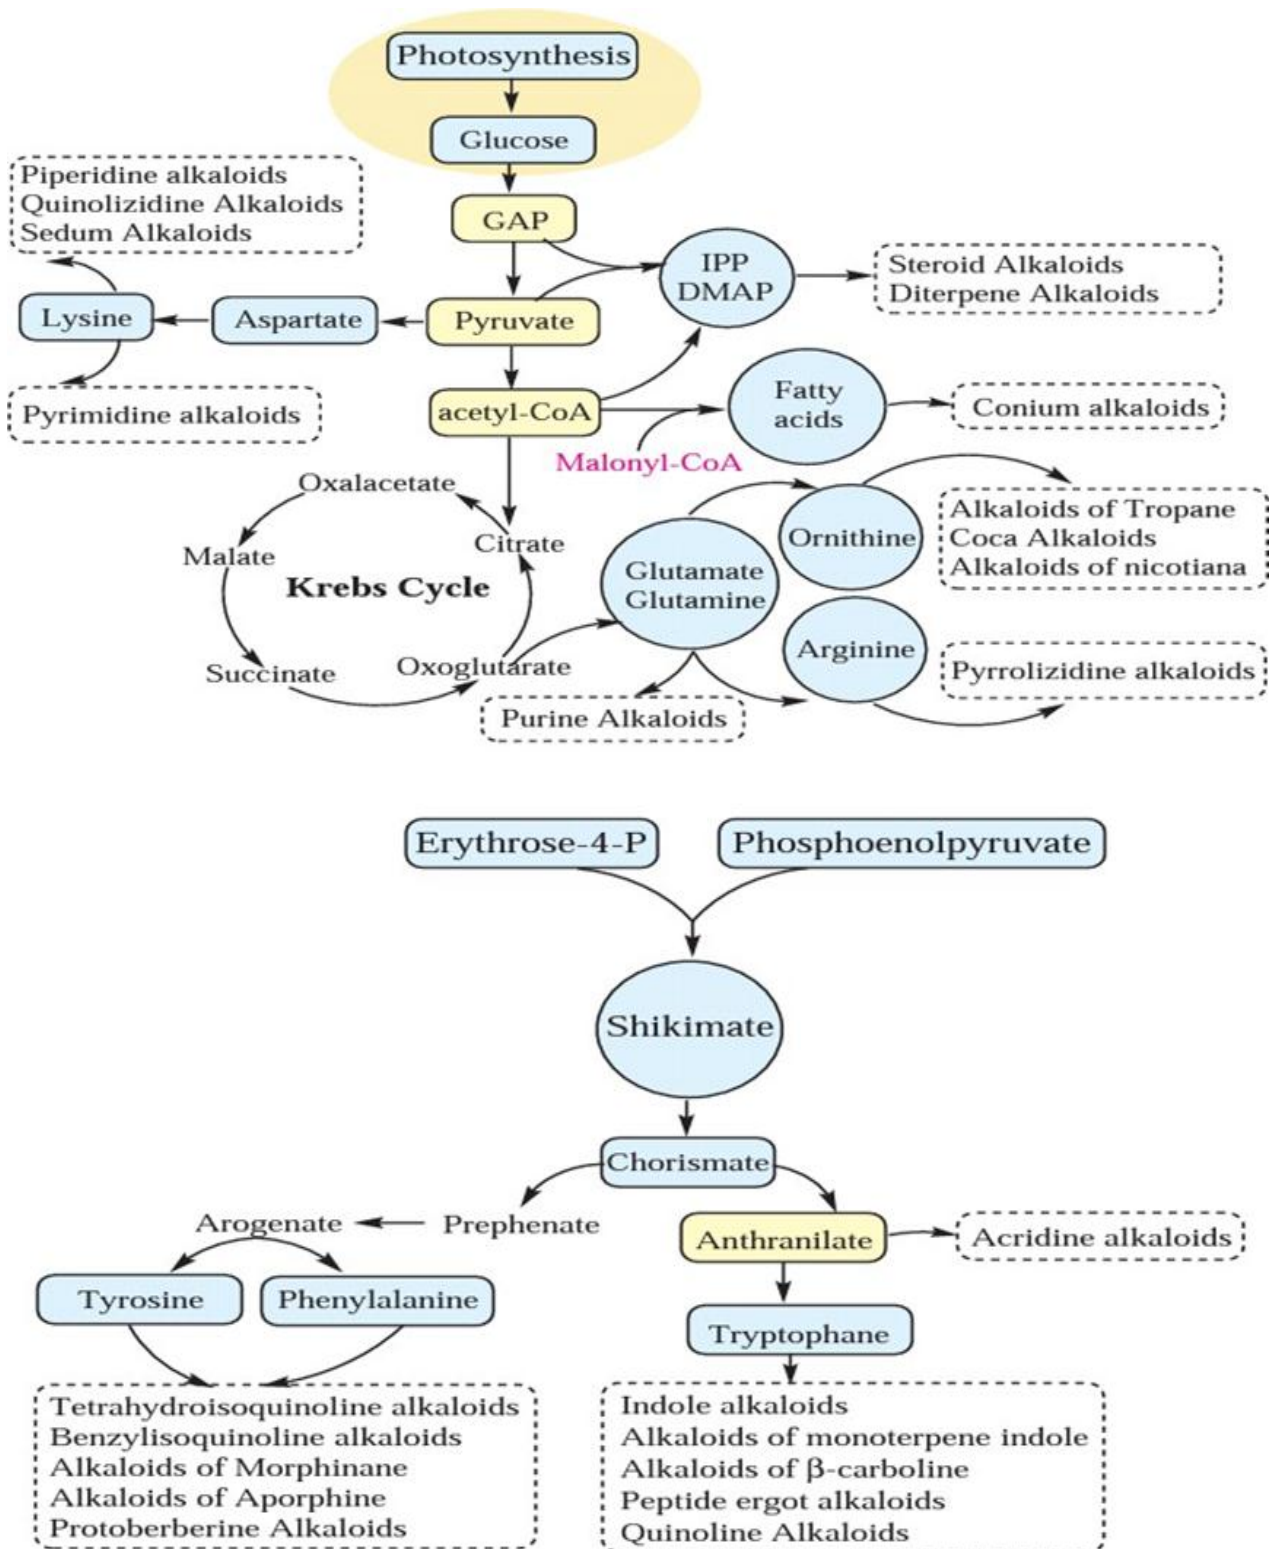 Photosynthesis
Glucose
Piperidine alkaloids
Quinolizidine Alkaloids
Sedum Alkaloids
GAP
IPP
DMAP
Steroid Alkaloids
Diterpene Alkaloids
Lysine
Aspartate
Pyruvate
Pyrimidine alkaloids
acetyl-CoA
Fatty
acids
Conium alkaloids
Malonyl-CoA
Oxalacetate
Malate
Citrate
Krebs Cycle
Succinate
Oxoglutarate
Glutamate
Glutamine
Ornithine
Alkaloids of Tropane
Coca Alkaloids
Alkaloids of nicotiana
Arginine
Pyrrolizidine alkaloids
Purine Alkaloids
Erythrose-4-P
Phosphoenolpyruvate
Shikimate
Chorismate
Arogenate
Prephenate
Anthranilate
Acridine alkaloids
Tyrosine
Phenylalanine
Tryptophane
Tetrahydroisoquinoline alkaloids
Benzylisoquinoline alkaloids
Alkaloids of Morphinane
Alkaloids of Aporphine
Protoberberine Alkaloids
Indole alkaloids
Alkaloids of monoterpene indole
Alkaloids of β-carboline
Peptide ergot alkaloids
Quinoline Alkaloids